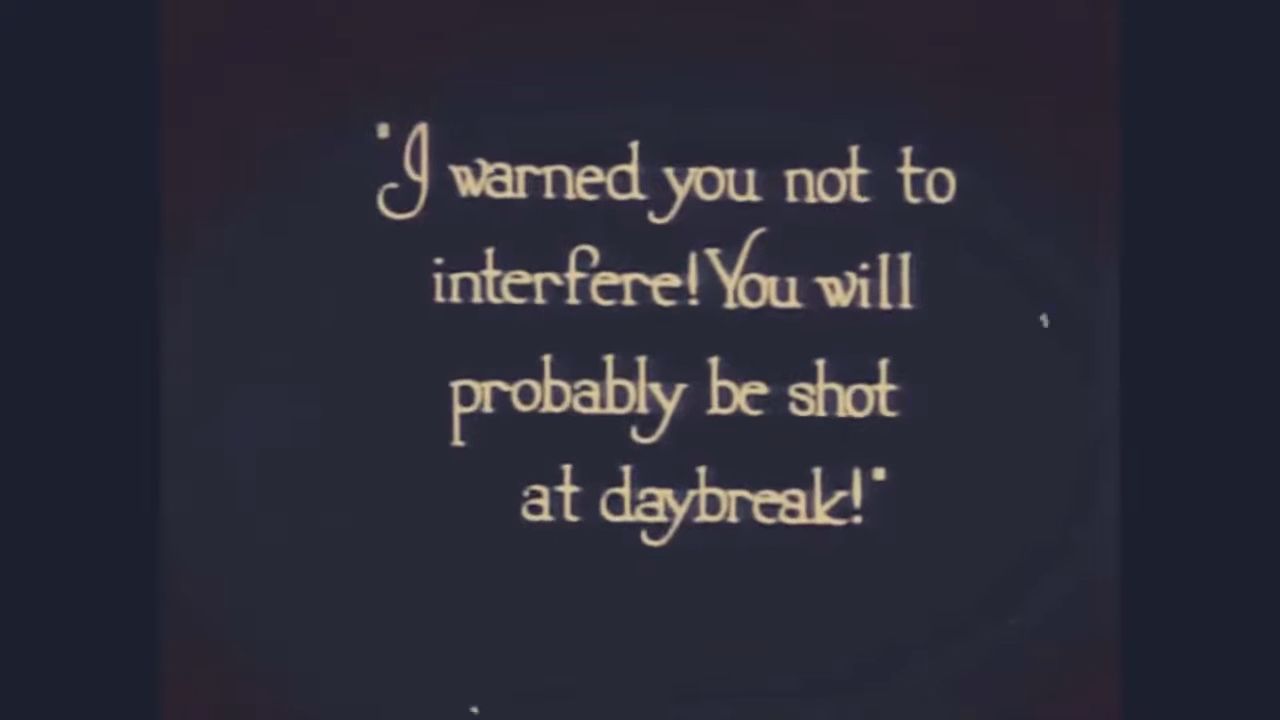 "I warned you not to
interfere! You will
probably be shot
at daybreak!"